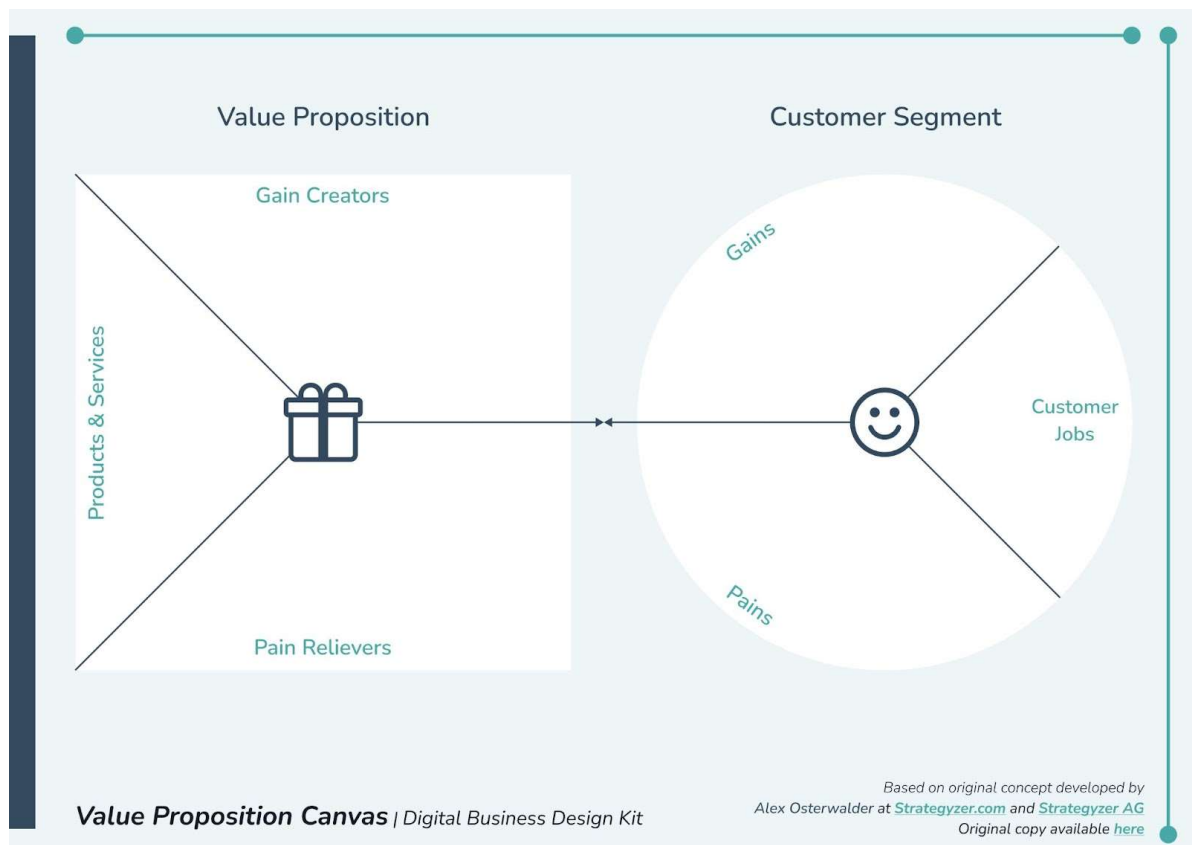 Value Proposition
Customer Segment
Gain Creators
Products & Services
Pain Relievers
Gains
Customer
Jobs
Pains
Value Proposition Canvas | Digital Business Design Kit
Based on original concept developed by
Alex Osterwalder at Strategyzer.com and Strategyzer AG
Original copy available here